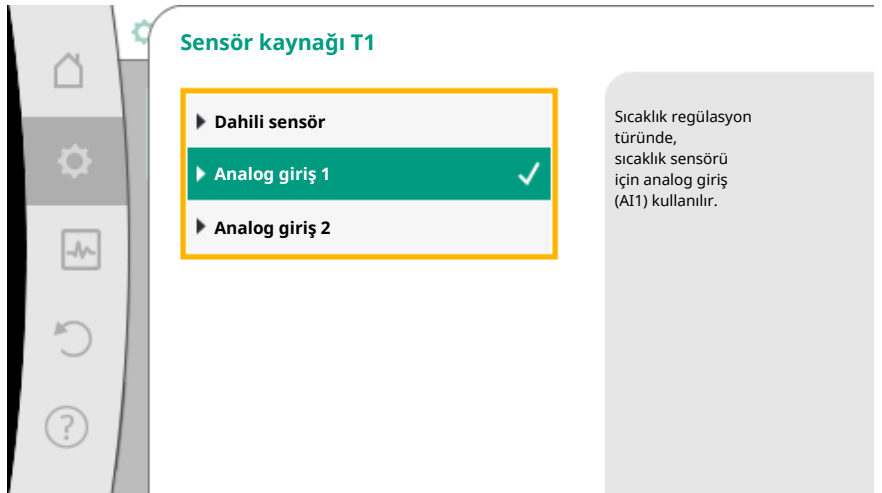 Sensör kaynağı T1
Dahili sensör
Analog giriş 1
Analog giriş 2
Sıcaklık regülasyon
türünde,
sıcaklık sensörü
için analog giriş
(AI1) kullanılır.
?